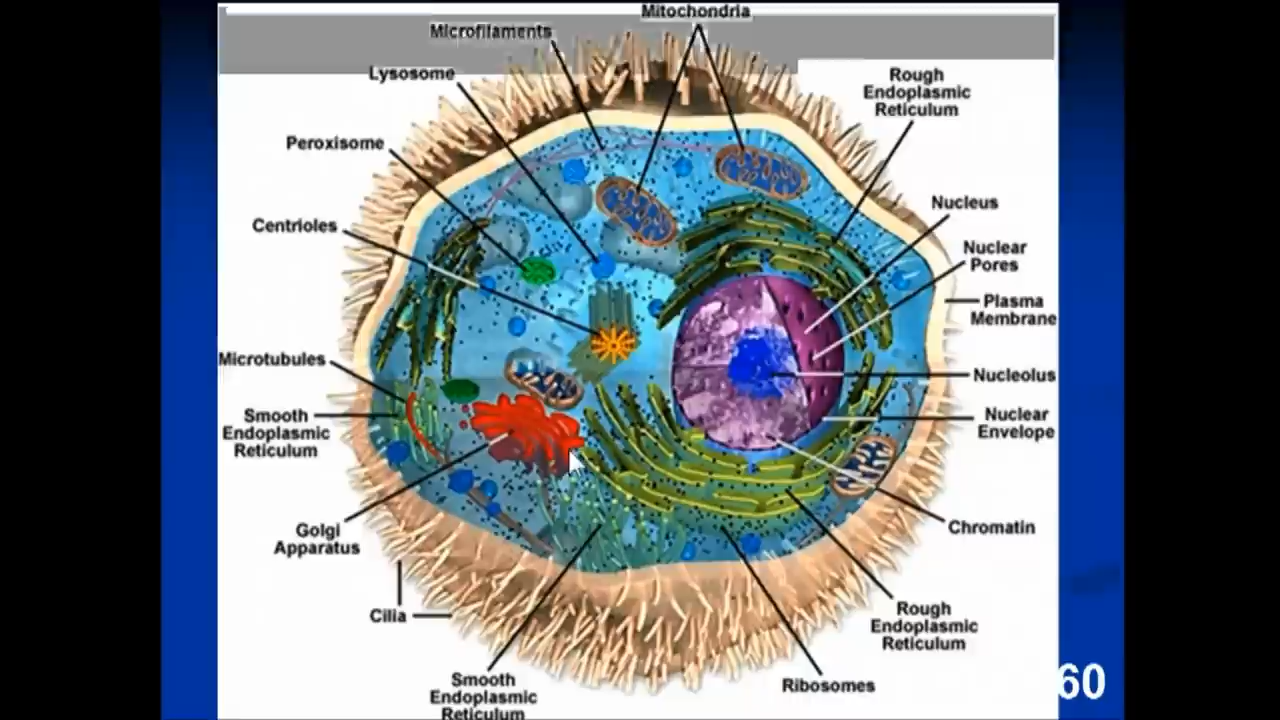 Mitochondria
Microfilaments
Lysosome
Rough
Endoplasmic
Reticulum
Peroxisome
Nucleus
Centrioles
Nuclear
Pores
Plasma
Membrane
Microtubules
Nucleolus
Smooth
Endoplasmic
Reticulum
Nuclear
Envelope
Golgi
Apparatus
Chromatin
Cilia
Rough
Endoplasmic
Reticulum
Smooth
Endoplasmic
Reticulum
Ribosomes
60